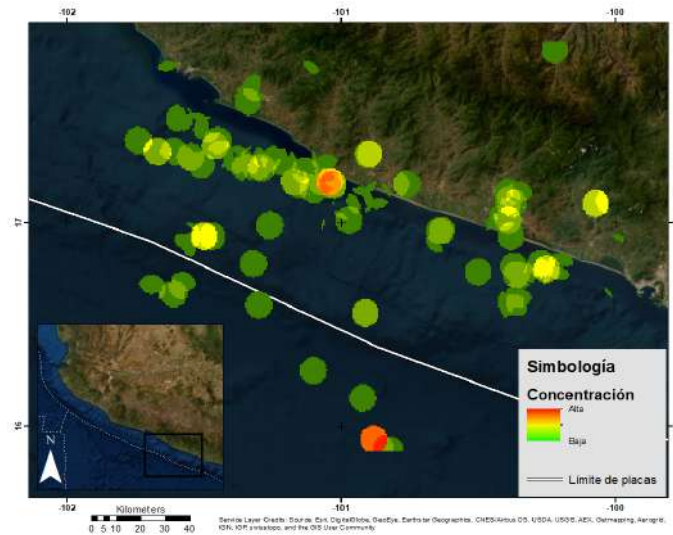 -102
-101
-100
17
17
16
16
Simbología
Concentración
Alta
Baja
Límite de placas
N
-102
-101
-100
Kilometers
0 5 10 20 30 40
Service Layer Credits: Source: Esri, DigitalGlobe, GeoEye, Earthstar Geographics, CNES/Airbus DS, USDA, USGS, AEX, Getmapping, Aerogrid,
IGN, IGP, swisstopo, and the GIS User Community